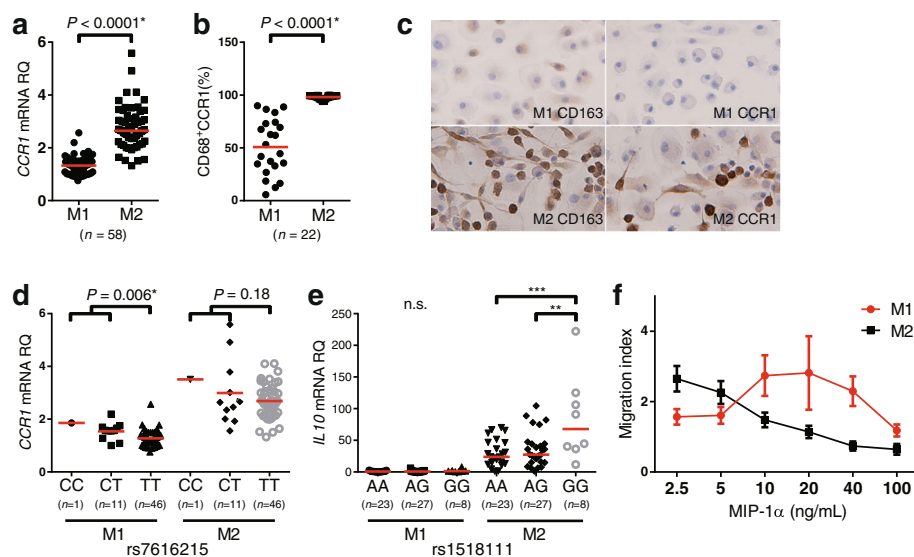 a
P < 0.0001*
CCR1 mRNA RQ
6
4
2
0
M1 M2
(n = 58)
b
P < 0.0001*
CD68+CCR1(%)
150
100
50
0
M1 M2
(n = 22)
c
M1 CD163
M1 CCR1
M2 CD163
M2 CCR1
d
P = 0.006*
P = 0.18
CCR1 mRNA RQ
6
4
2
0
CC CT TT CC CT TT
(n=1) (n=11) (n=46) (n=1) (n=11) (n=46)
M1 M2
rs7616215
e
n.s.
***
**
IL10 mRNA RQ
250
200
150
100
50
0
AA AG GG AA AG GG
(n=23) (n=27) (n=8) (n=23) (n=27) (n=8)
M1 M2
rs1518111
f
M1
M2
Migration index
4
2
0
2.5 5 10 20 40 100
MIP-1α (ng/mL)